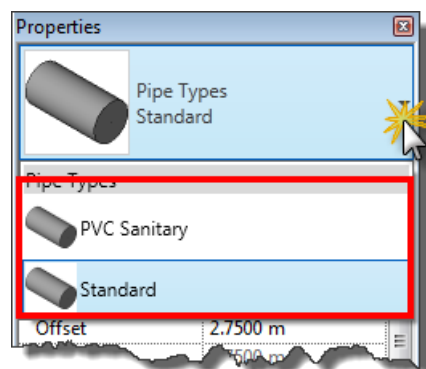 Properties
Pipe Types
Standard
Pipe Types
PVC Sanitary
Standard
Offset 2.7500 m